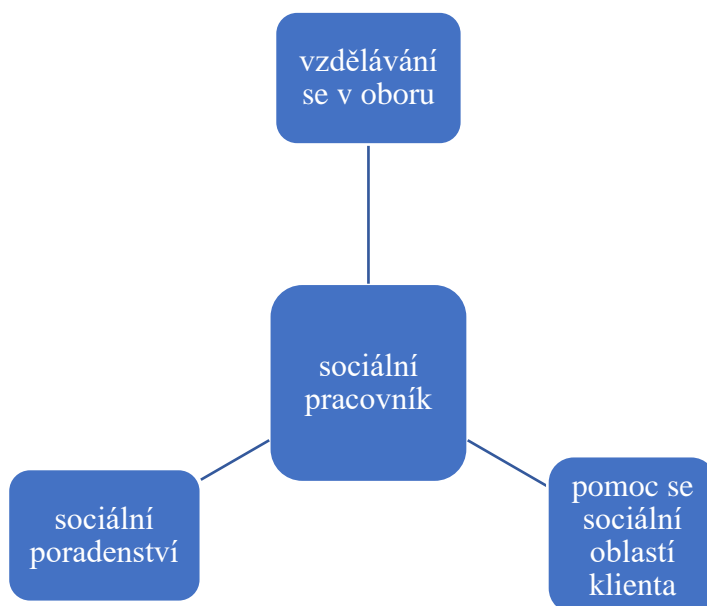 vzdělávání
se v oboru
sociální
pracovník
sociální
poradenství
pomoc se
sociální
oblastí
klienta